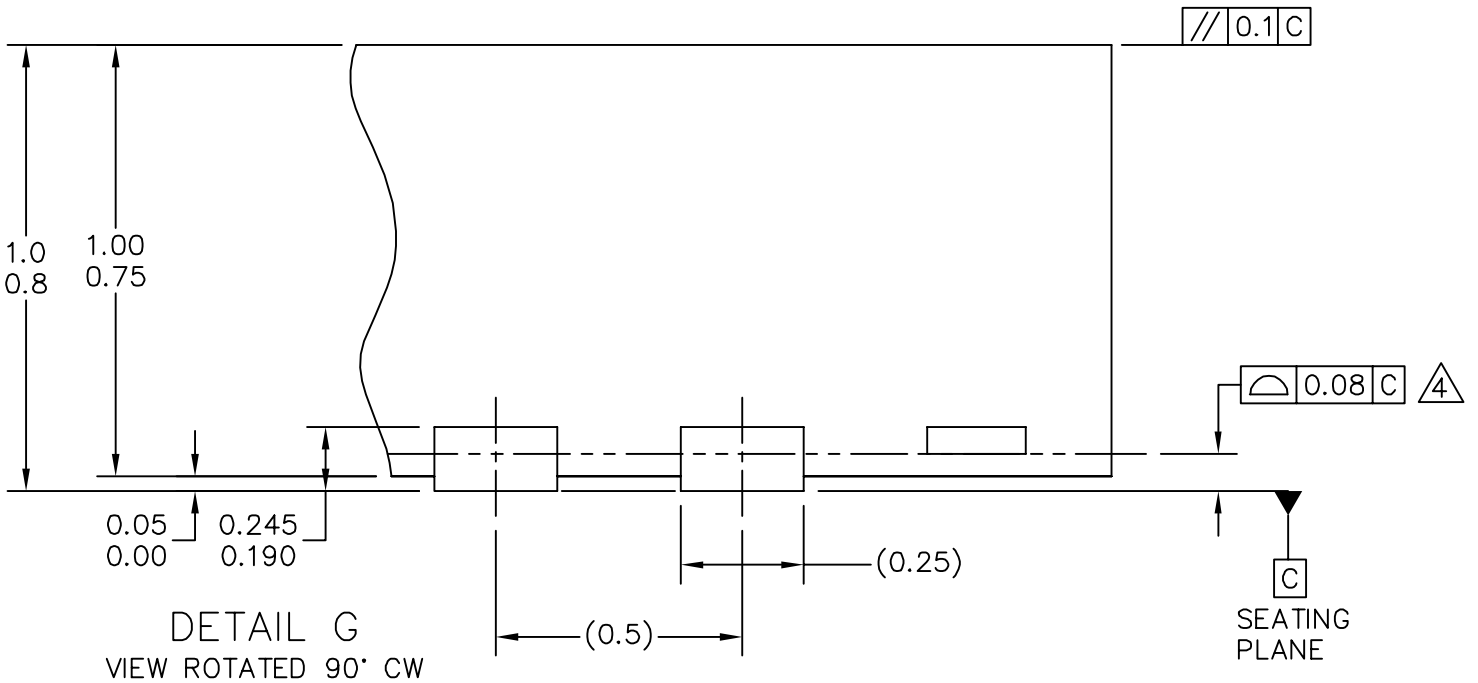 // 0.1 C
1.0
0.8
1.00
0.75
0.08 C 4
0.05
0.00
0.245
0.190
(0.25)
(0.5)
C
SEATING
PLANE
DETAIL G
VIEW ROTATED 90° CW